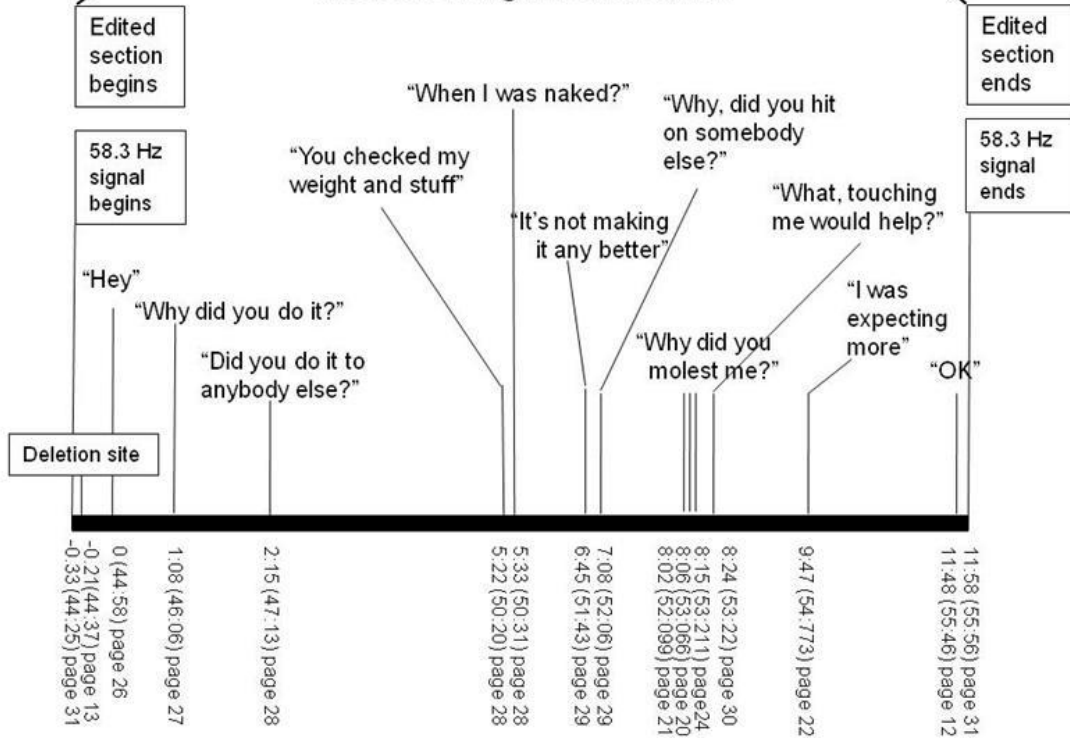 Edited
section
begins
Edited
section
ends
58.3 Hz
signal
begins
58.3 Hz
signal
ends
“When I was naked?”
“Why, did you hit
on somebody
else?”
“You checked my
weight and stuff”
“It’s not making
it any better”
“What, touching
me would help?”
“Hey”
“Why did you do it?”
“Did you do it to
anybody else?”
“Why did you
molest me?”
“I was
expecting
more”
“OK”
Deletion site
-0.33 (44:25) page 31
-0.21(44:37) page 13
0 (44:58) page 26
1:08 (46:06) page 27
2:15 (47:13) page 28
5:22 (50:20) page 28
5:33 (50:31) page 28
6:45 (51:43) page 29
7:08 (52:06) page 29
8:02 (52:099) page 21
8:06 (53:066) page 20
8:15 (53:211) page24
8:24 (53:22) page 30
9:47 (54:773) page 22
11:48 (55:46) page 12
11:58 (55:56) page 31